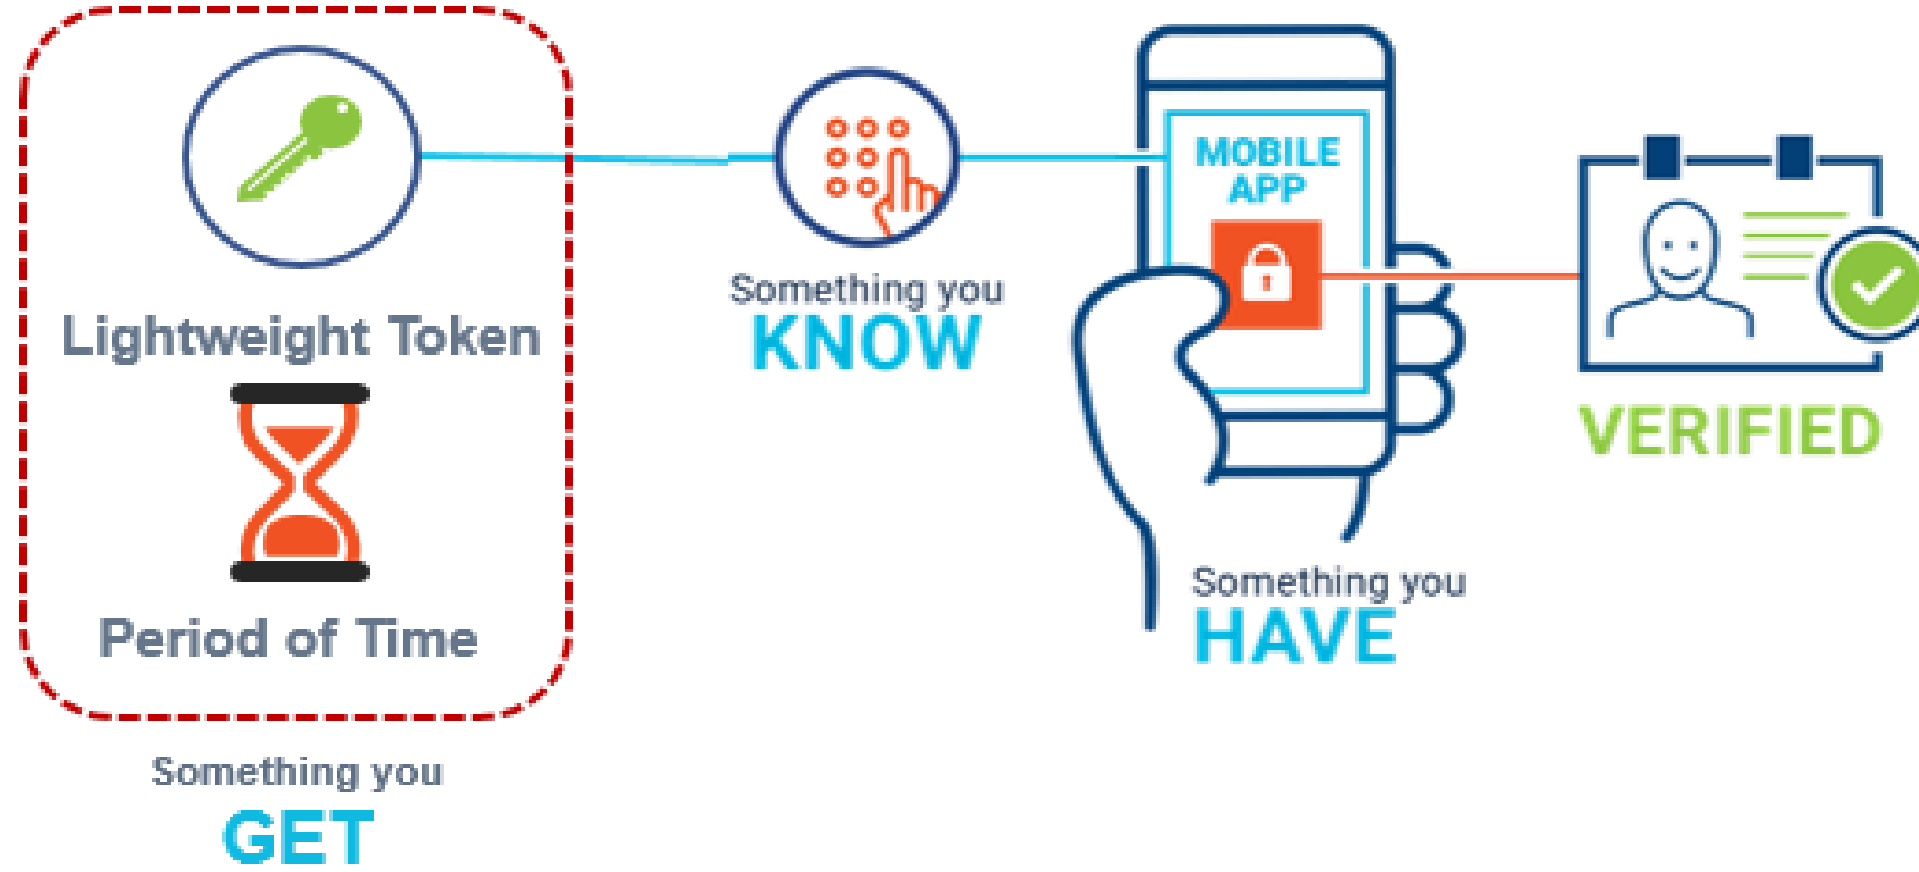 Lightweight Token
Period of Time
Something you
GET
Something you
KNOW
MOBILE
APP
Something you
HAVE
VERIFIED